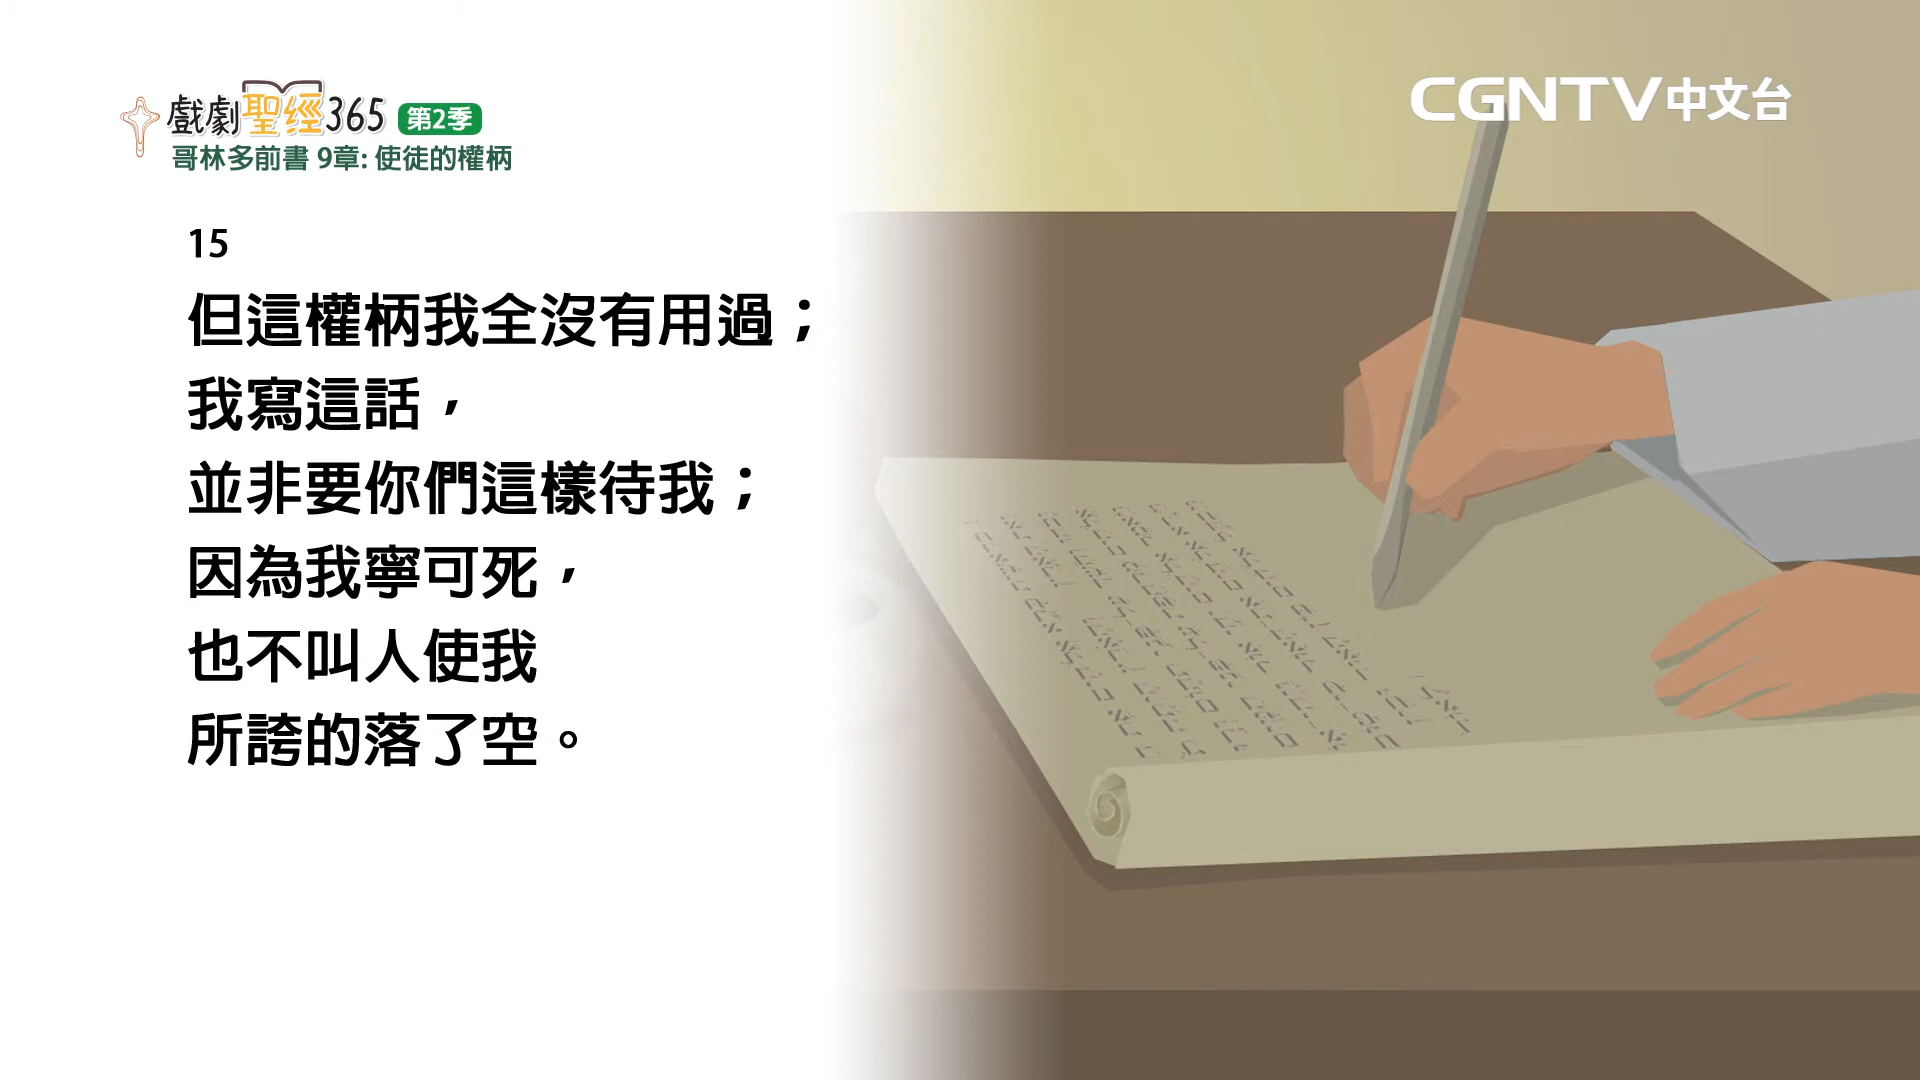 戲劇聖經365 第2季
哥林多前書 9章: 使徒的權柄
CGNTV中文台
15
但這權柄我全沒有用過；
我寫這話，
並非要你們這樣待我；
因為我寧可死，
也不叫人使我
所誇的落了空。